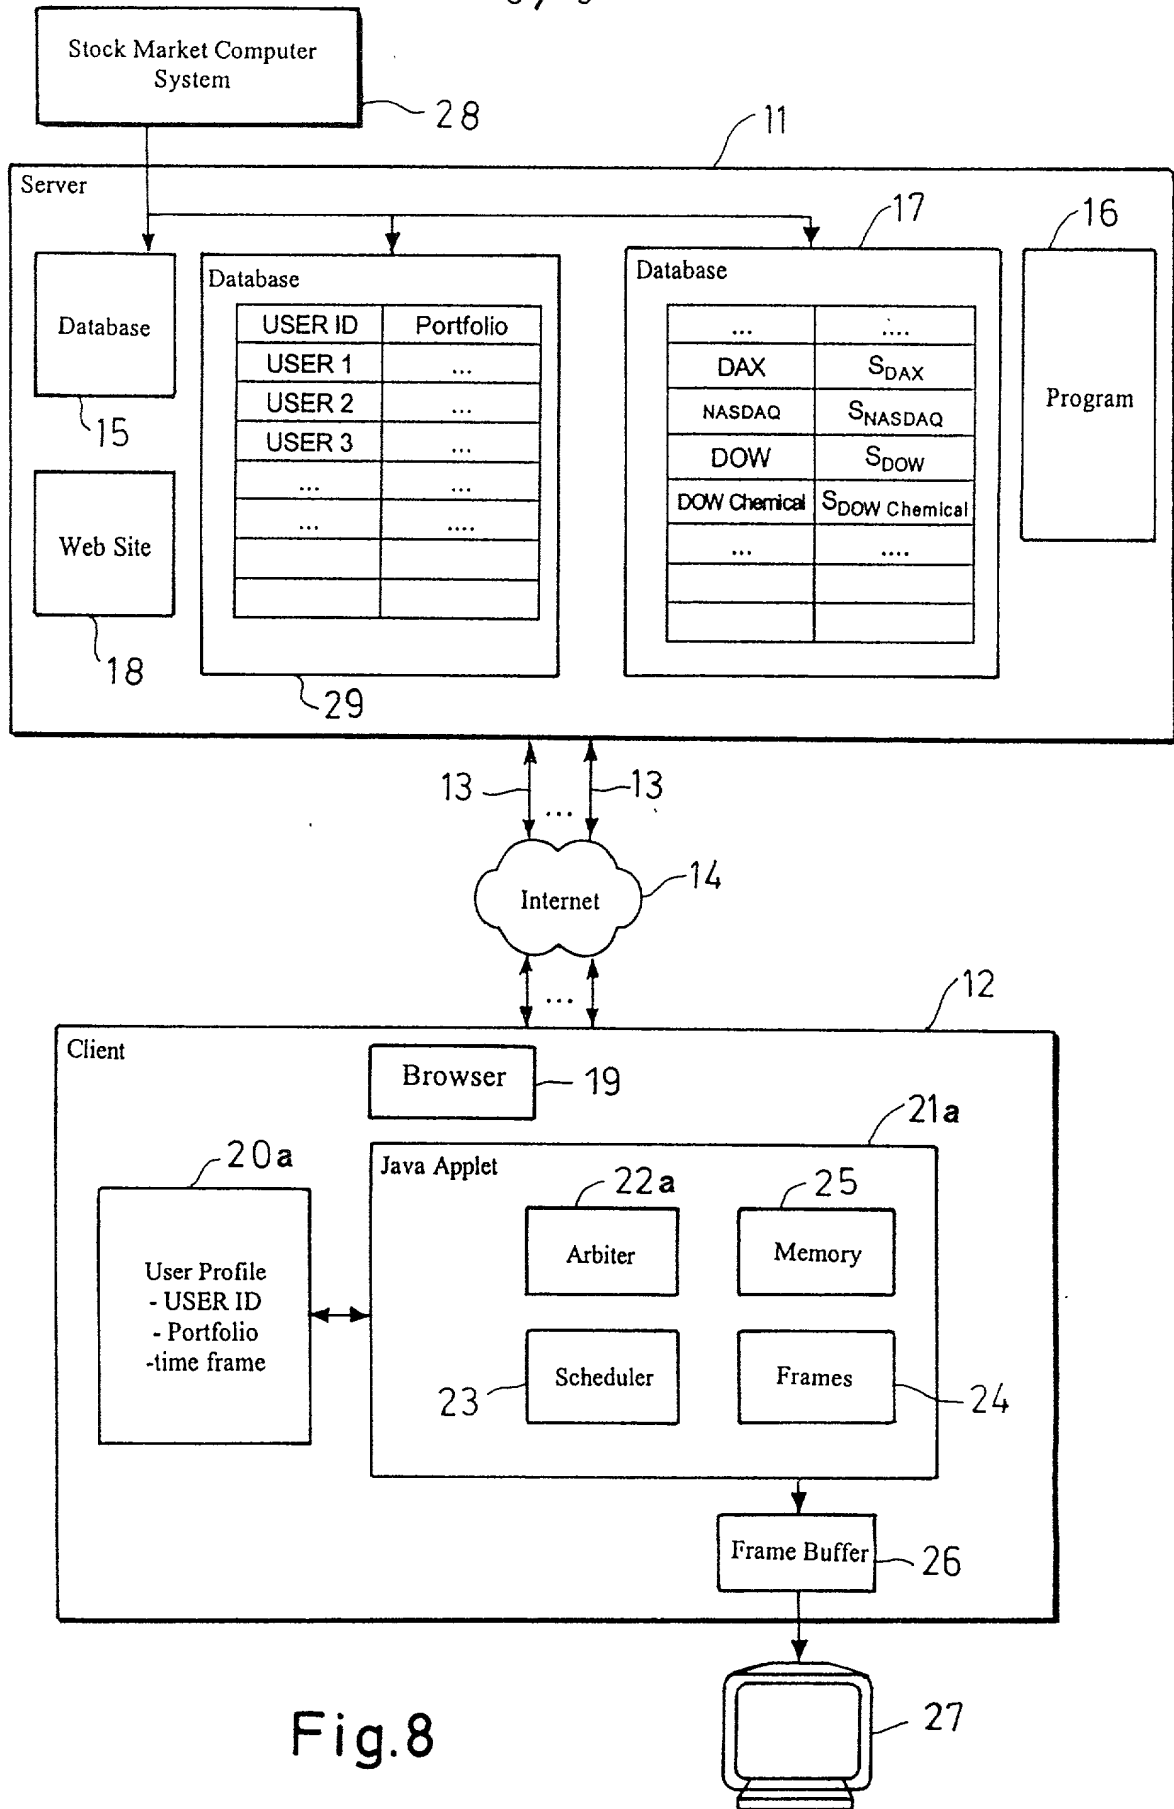 Stock Market Computer
System
28
11
Server
17
16
Database
15
Web Site
18
Database
USER ID Portfolio
USER 1 ...
USER 2 ...
USER 3 ...
... ...
... ....
29
Database
... ....
DAX SDAX
NASDAQ SNASDAQ
DOW SDOW
DOW Chemical SDOW Chemical
... ....
Program
13 ... 13
Internet
14
...
12
Client
Browser
19
21a
20a
Java Applet
22a
25
Arbiter
Memory
User Profile
- USER ID
- Portfolio
-time frame
23
Scheduler
Frames
24
Frame Buffer
26
27
Fig.8